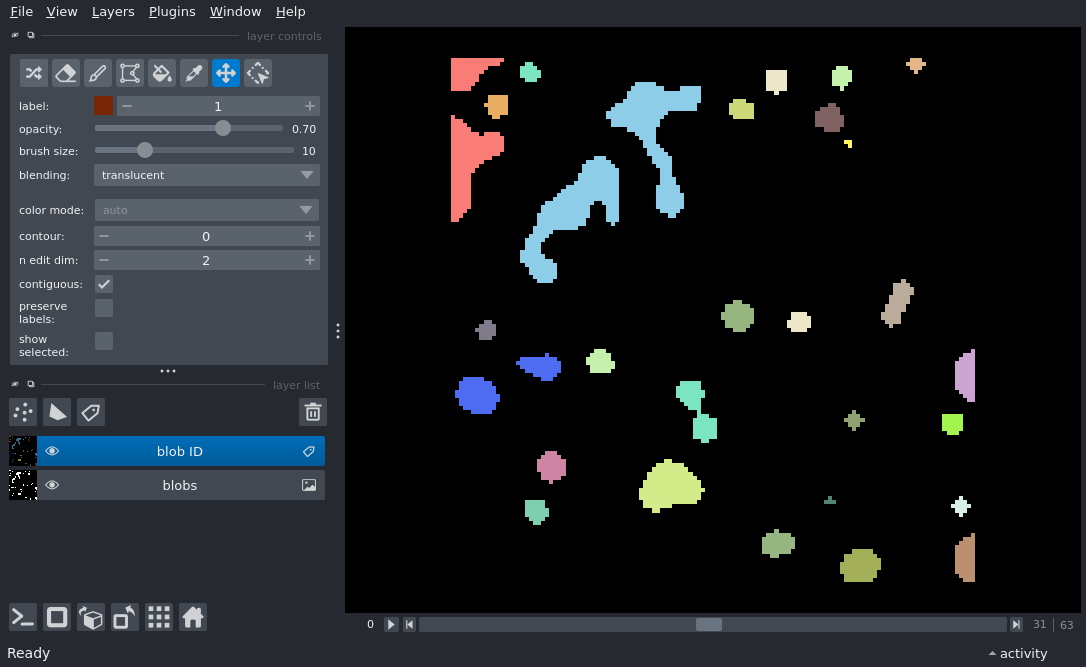 File View Layers Plugins Window Help
layer controls
label: 1
opacity: 0.70
brush size: 10
blending: translucent
color mode: auto
contour: 0
n edit dim: 2
contiguous:
preserve
labels:
show
selected:
layer list
blob ID
blobs
0 31 63
Ready activity